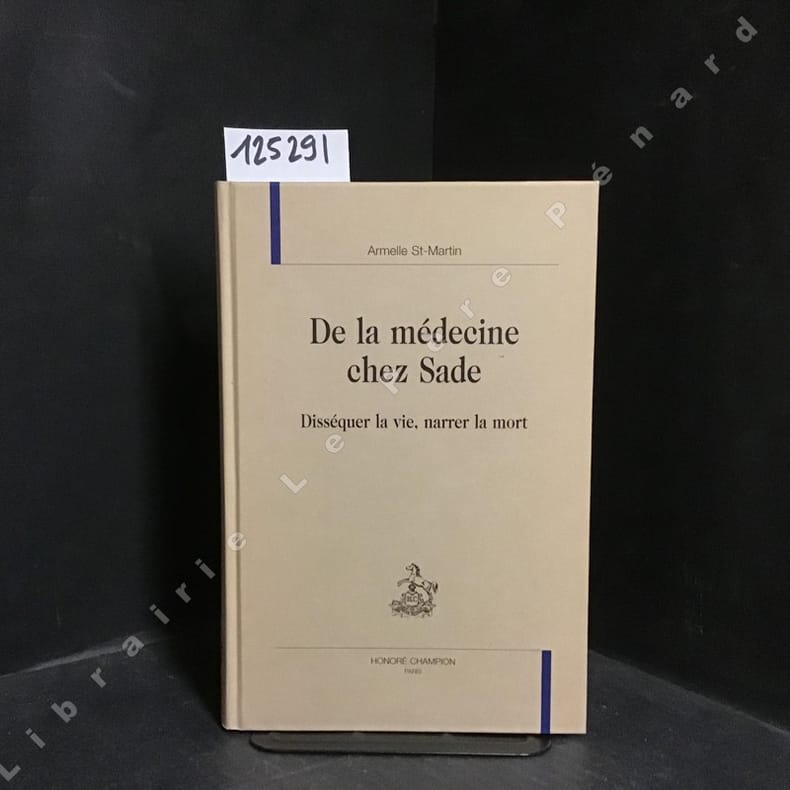 125291
Armelle St-Martin
De la médecine
chez Sade
Disséquer la vie, narrer la mort
HONORÉ CHAMPION
PARIS
Librairie Le Père Pénard